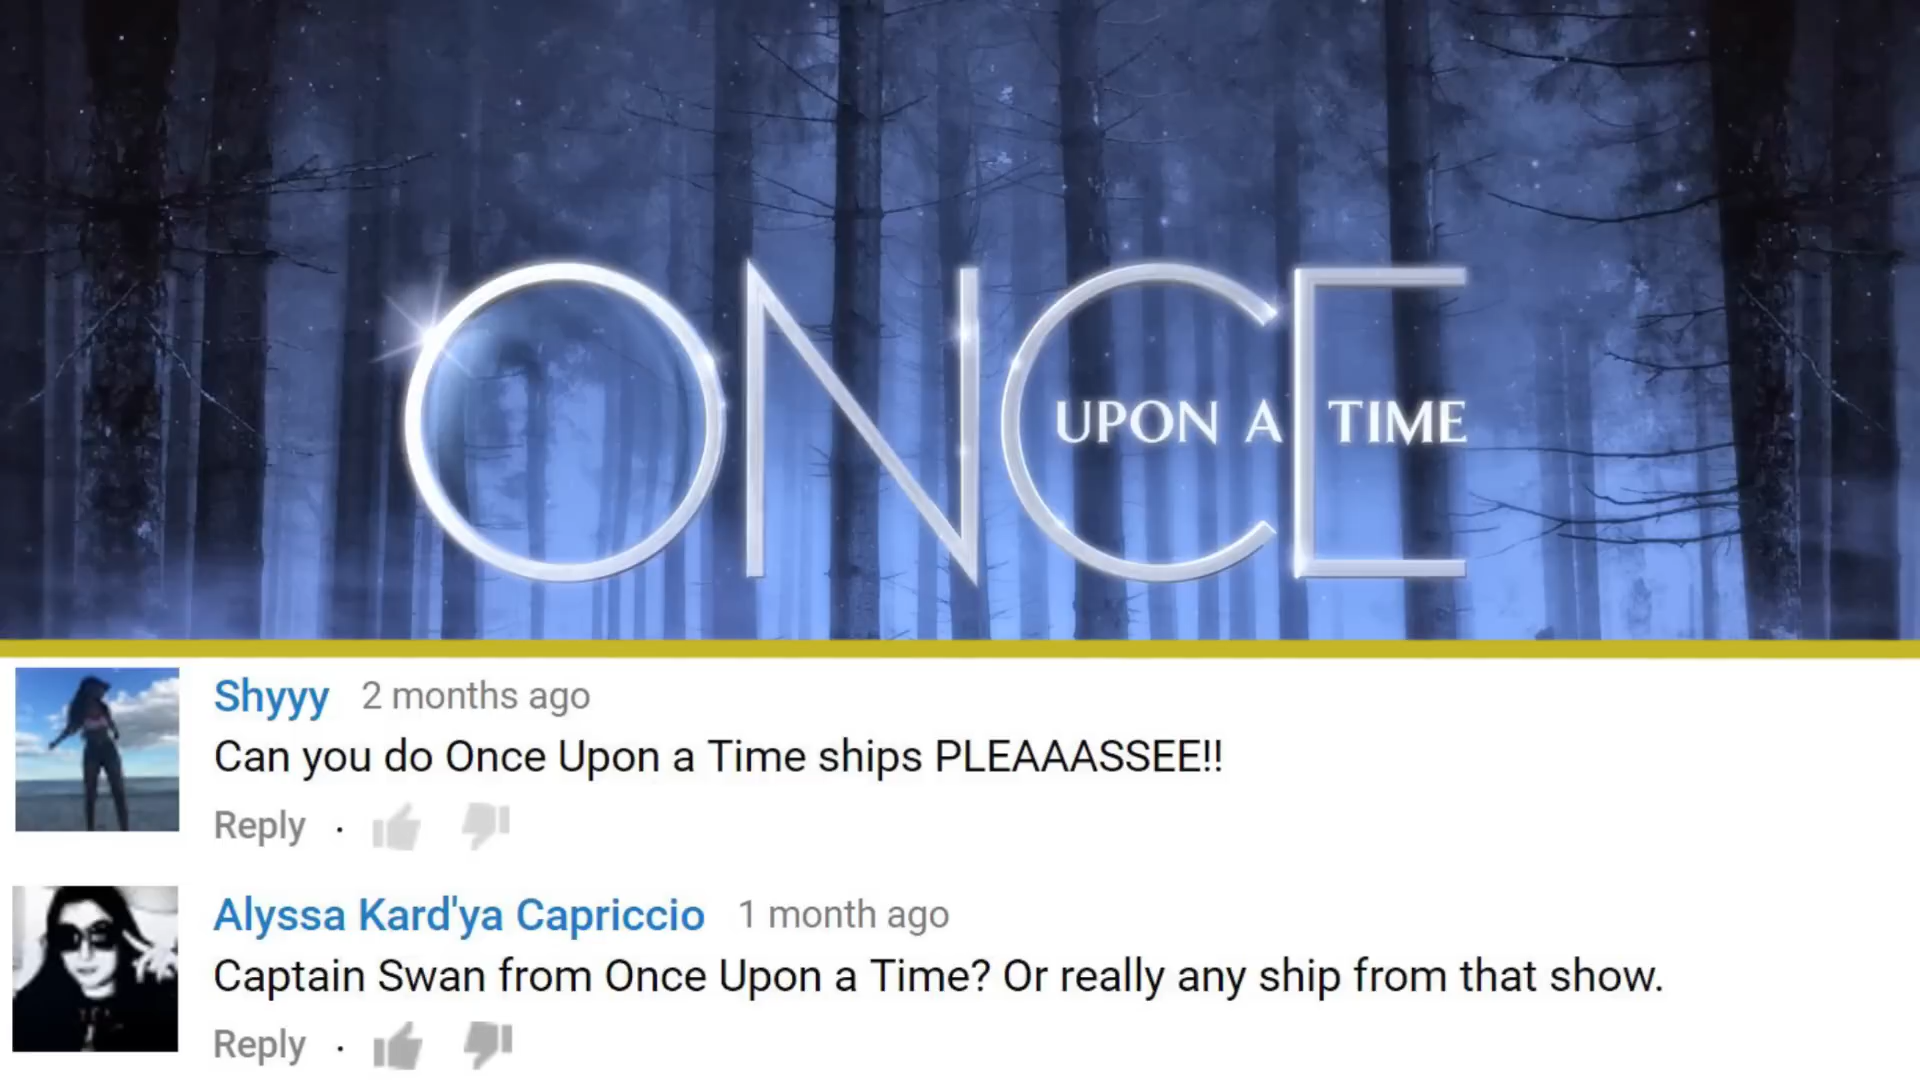 ONCE
UPON A TIME
Shyyy 2 months ago
Can you do Once Upon a Time ships PLEAAASSEE!!
Reply ·
Alyssa Kard'ya Capriccio 1 month ago
Captain Swan from Once Upon a Time? Or really any ship from that show.
Reply ·